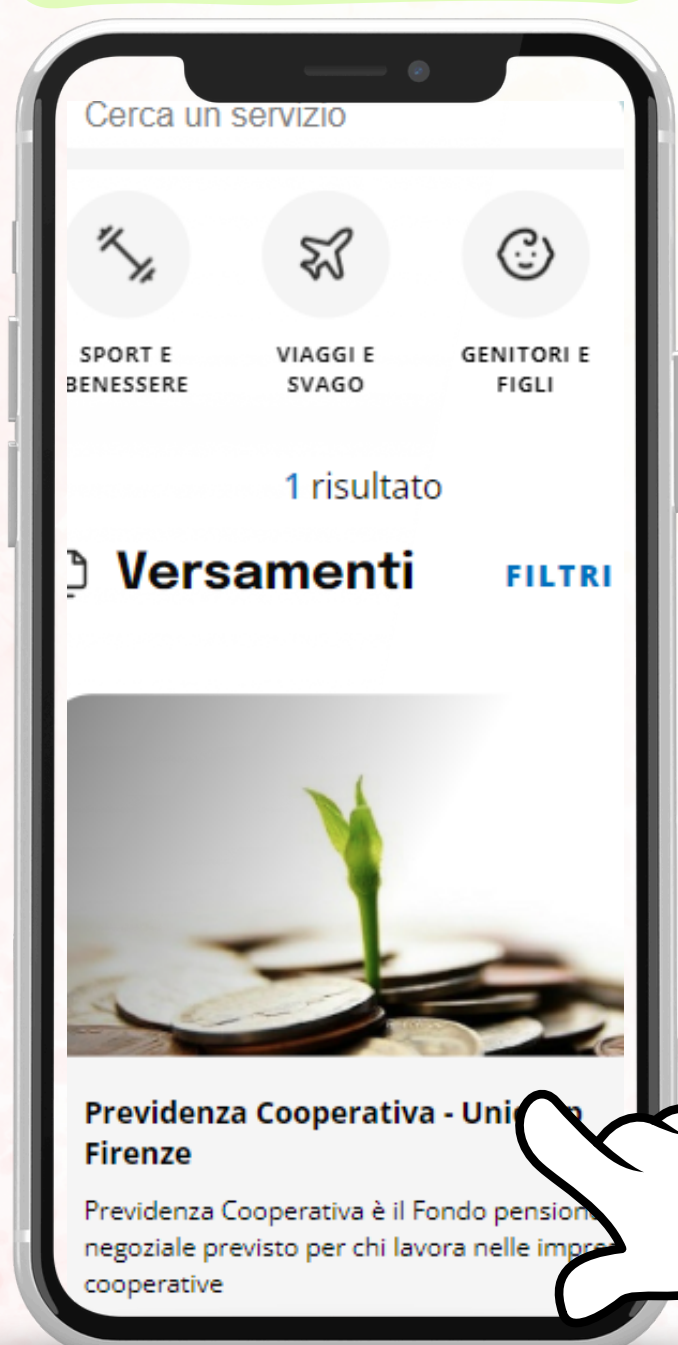 Cerca un servizio
SPORT E
BENESSERE
VIAGGI E
SVAGO
GENITORI E
FIGLI
1 risultato
Versamenti
FILTRI
Previdenza Cooperativa -
Firenze
Previdenza Cooperativa è il Fondo pensione
negoziale previsto per chi lavora nelle
cooperative